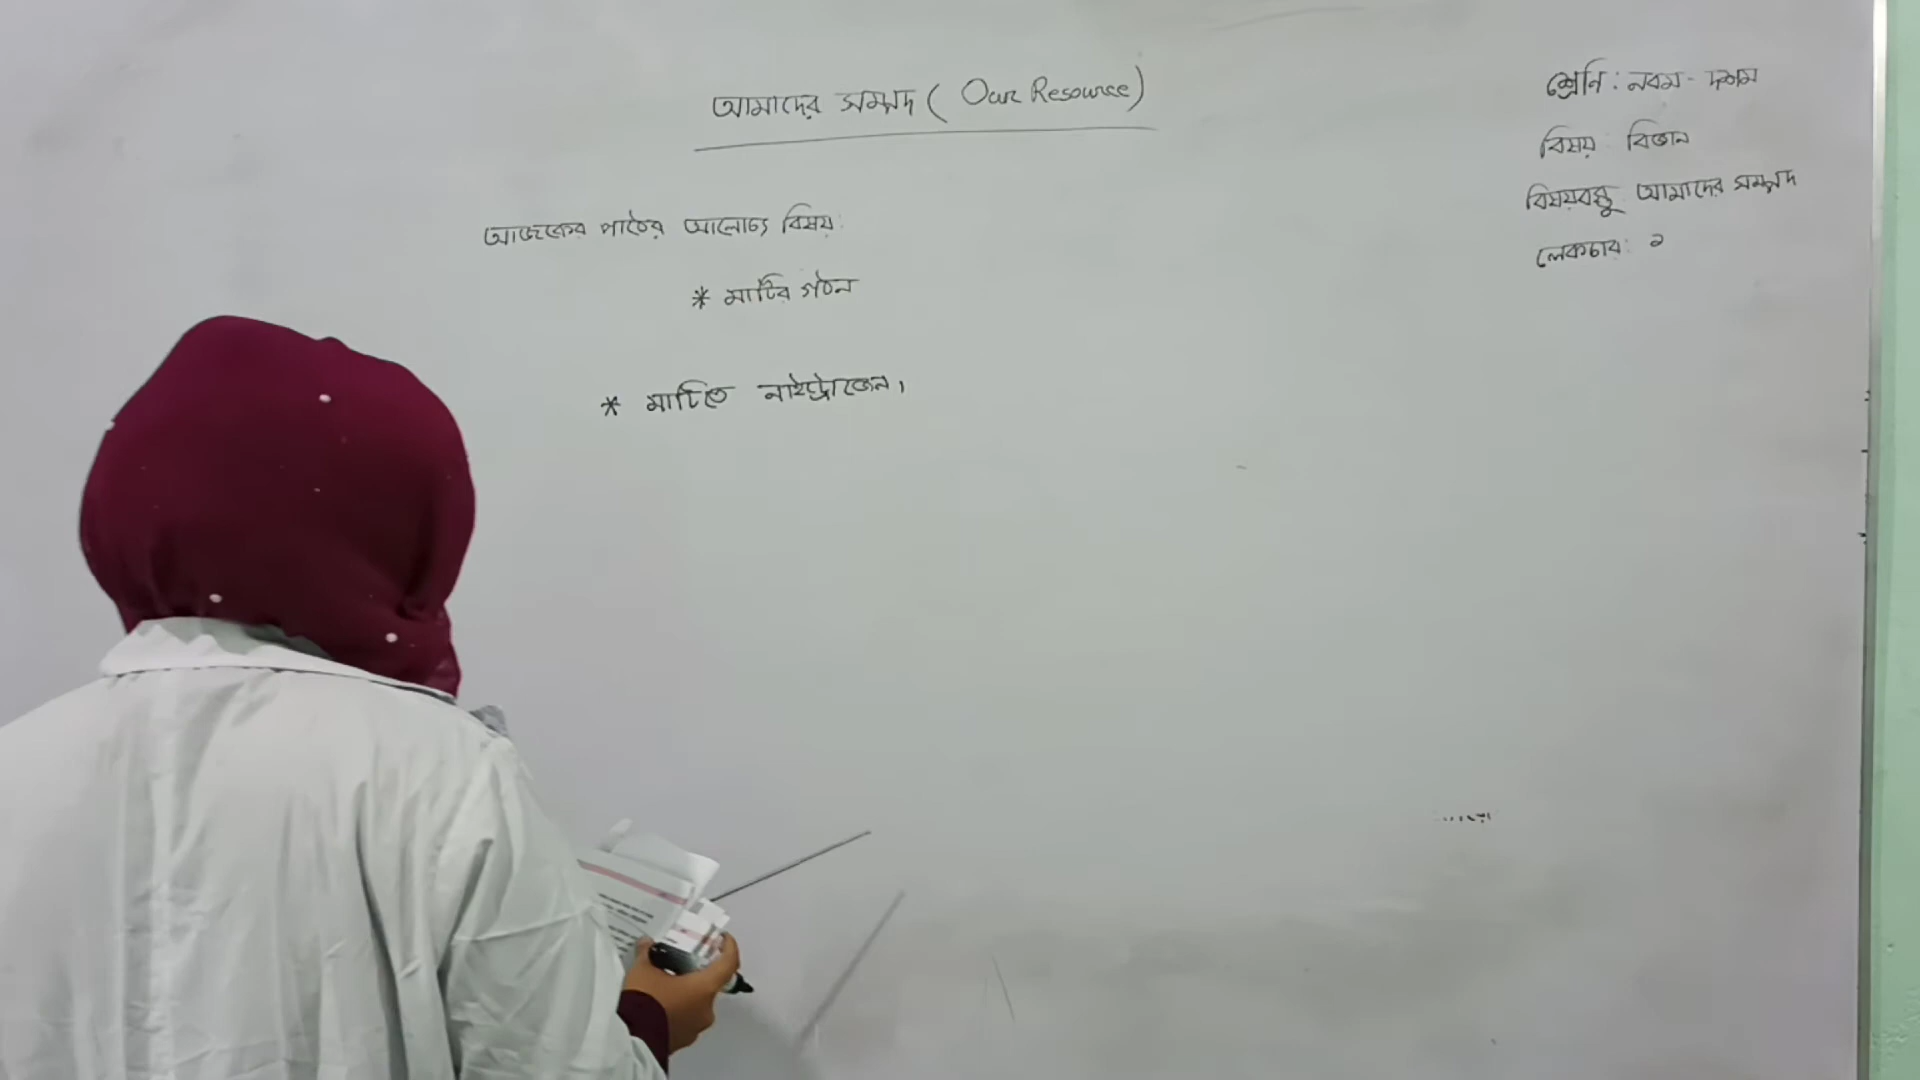 আমাদের সম্পদ ( Our Resource)
শ্রেণি : নবম - দশম
বিষয় : বিজ্ঞান
বিষয়বস্তু আমাদের সম্পদ
লেকচার: ১
আজকের পাঠের আলোচ্য বিষয়:
* মাটির গঠন
* মাটিতে নাইট্রোজেন,